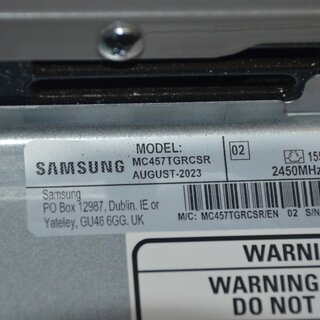 MODEL:
MC457TGRCSR
SAMSUNG AUGUST-2023
02
155
2450MHz
Samsung
PO Box 12987, Dublin. IE or
Yateley, GU46 6GG. UK
M/C: MC457TGRCSR/EN 02 S/N
WARNI
WARNING
DO NOT